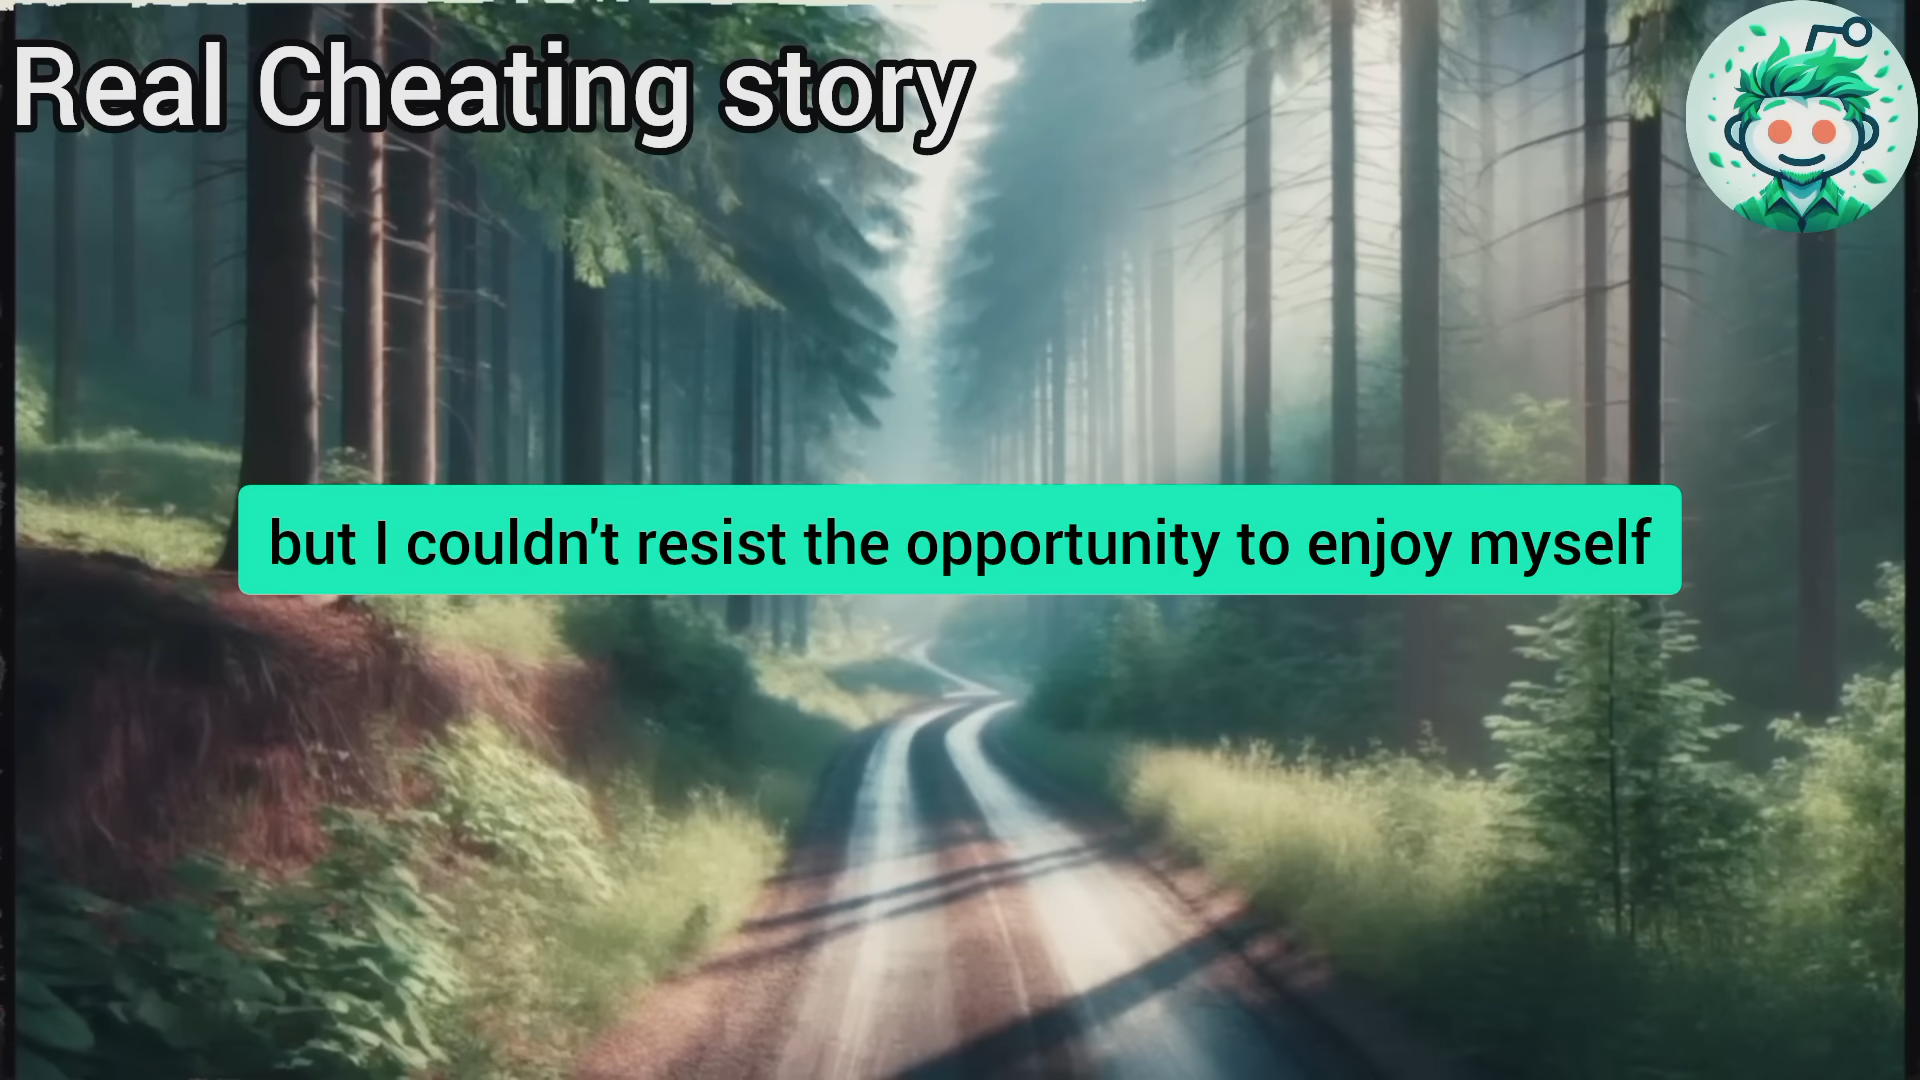 Real Cheating story
but I couldn't resist the opportunity to enjoy myself